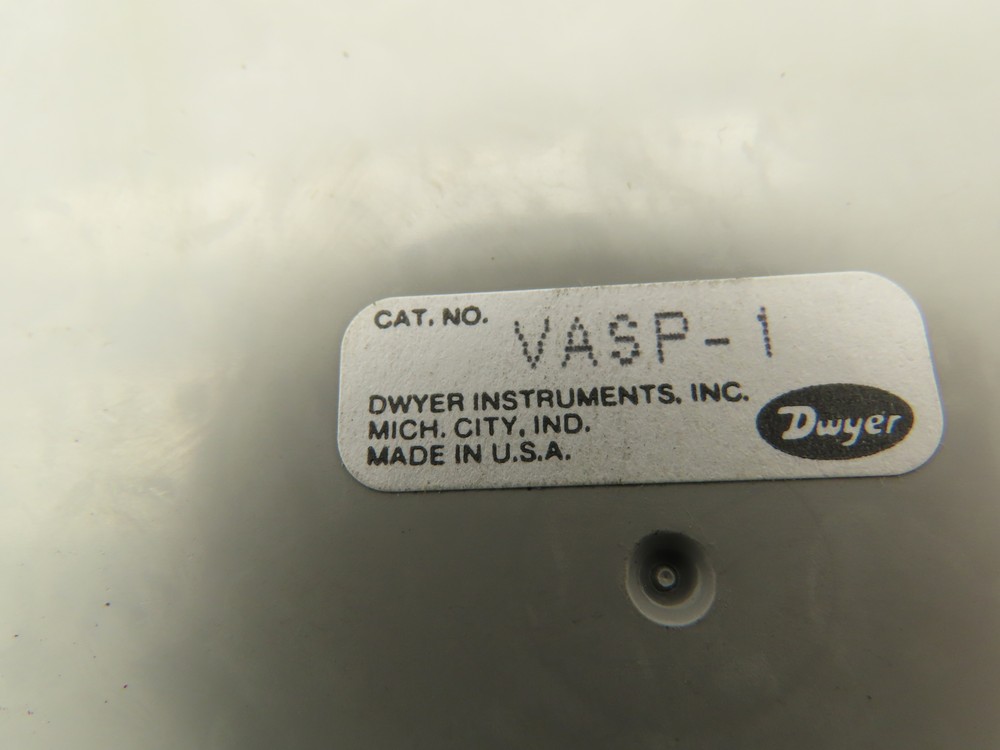 CAT. NO. VASP-1
DWYER INSTRUMENTS, INC.
MICH. CITY, IND.
MADE IN U.S.A.
Dwyer